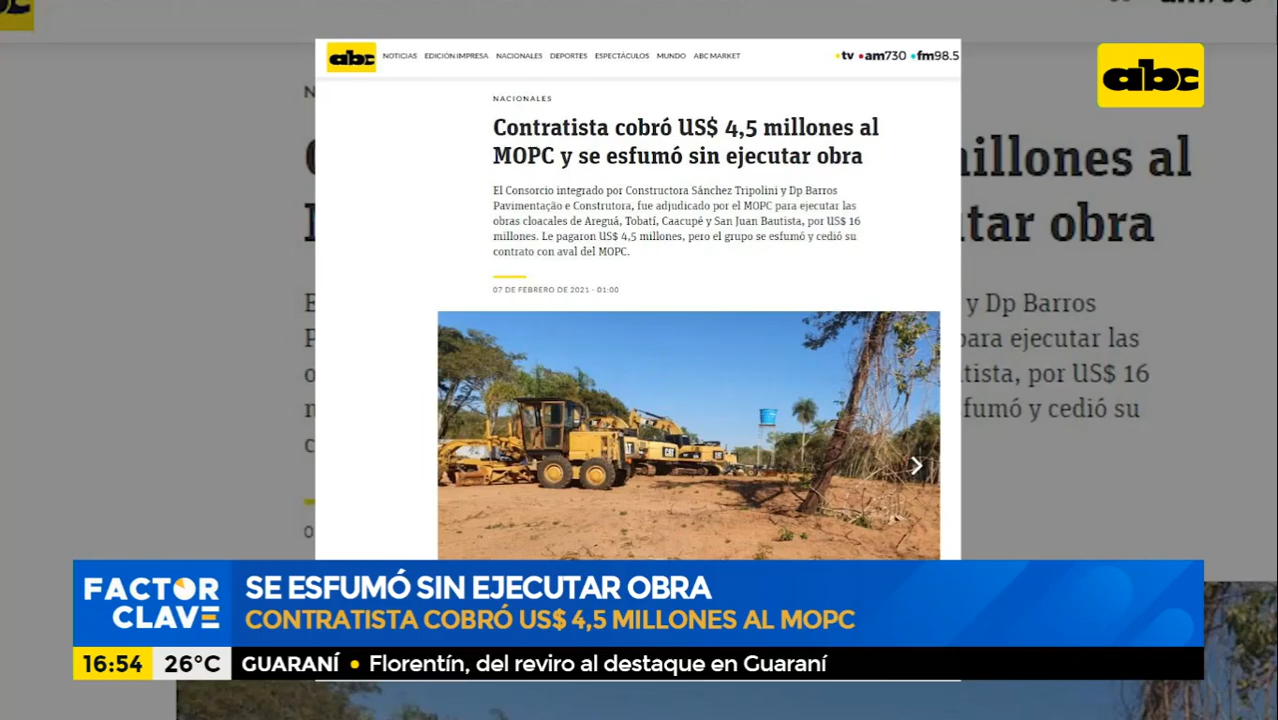 abc
NOTICIAS EDICIÓN IMPRESA NACIONALES DEPORTES ESPECTÁCULOS MUNDO ABC MARKET
tv am730 fm98.5
abc
NACIONALES
Contratista cobró US$ 4,5 millones al
MOPC y se esfumó sin ejecutar obra
El Consorcio integrado por Constructora Sánchez Tripolini y Dp Barros
Pavimentação e Construtora, fue adjudicado por el MOPC para ejecutar las
obras cloacales de Areguá, Tobatí, Caacupé y San Juan Bautista, por US$ 16
millones. Le pagaron US$ 4,5 millones, pero el grupo se esfumó y cedió su
contrato con aval del MOPC.
07 DE FEBRERO DE 2021 - 01:00
millones al
utar obra
y Dp Barros
para ejecutar las
tista, por US$ 16
sfumó y cedió su
CAT
FACTOR
CLAVE
SE ESFUMÓ SIN EJECUTAR OBRA
CONTRATISTA COBRÓ US$ 4,5 MILLONES AL MOPC
16:54 26°C GUARANÍ • Florentín, del reviro al destaque en Guaraní